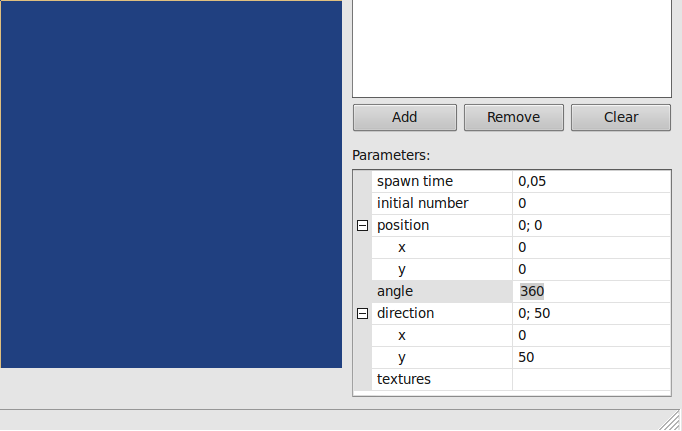 Add Remove Clear
Parameters:
spawn time 0,05
initial number 0
position 0; 0
x 0
y 0
angle 360
direction 0; 50
x 0
y 50
textures